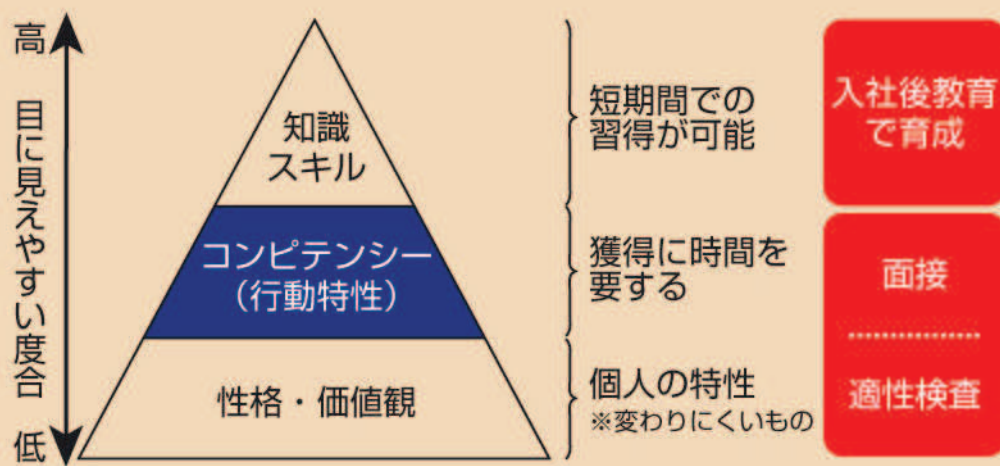 高
目に見えやすい度合
低
知識
スキル
コンピテンシー
（行動特性）
性格・価値観
短期間での
習得が可能
獲得に時間を
要する
個人の特性
※変わりにくいもの
入社後教育
で育成
面接
適性検査